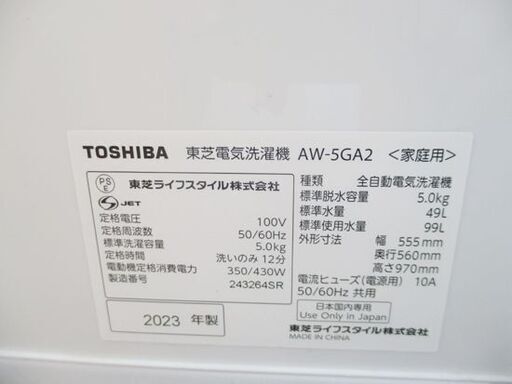 TOSHIBA 東芝電気洗濯機 AW-5GA2 <家庭用>
PS E 東芝ライフスタイル株式会社
S JET
定格電圧 100V
定格周波数 50/60Hz
標準洗濯容量 5.0kg
定格時間 洗いのみ 12分
電動機定格消費電力 350/430W
製造番号 243264SR
2023 年製
種類 全自動電気洗濯機
標準脱水容量 5.0kg
標準水量 49L
標準使用水量 99L
外形寸法 幅 555mm
奥行560mm
高さ970mm
電流ヒューズ(電源用) 10A
50/60Hz 共用
日本国内専用
Use Only in Japan
東芝ライフスタイル株式会社
MADE IN CHINA